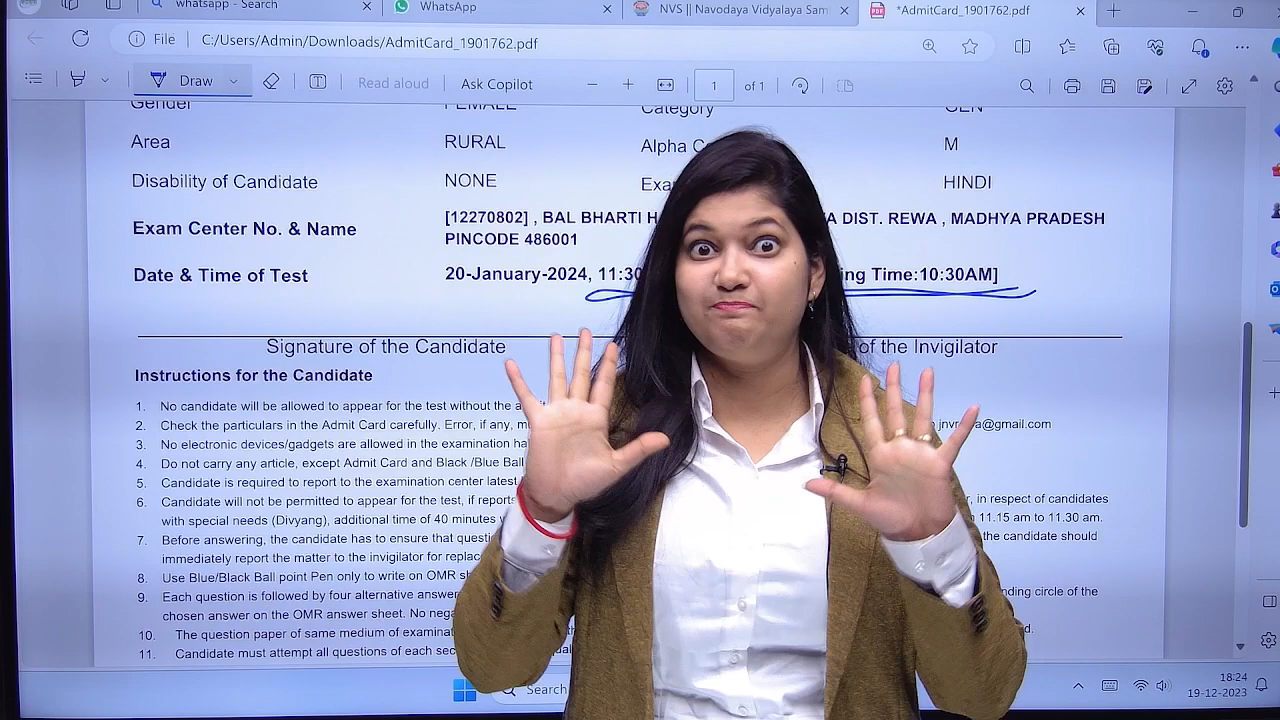 whatsapp - Search
WhatsApp
NVS || Navodaya Vidyalaya Sam
*AdmitCard_1901762.pdf
File
C:/Users/Admin/Downloads/AdmitCard_1901762.pdf
Draw
Read aloud
Ask Copilot
1
of 1
Gender FEMALE Category GEN
Area RURAL Alpha C M
Disability of Candidate NONE Exa HINDI
Exam Center No. & Name [12270802] , BAL BHARTI H A DIST. REWA , MADHYA PRADESH
PINCODE 486001
Date & Time of Test 20-January-2024, 11:30 ing Time:10:30AM]
Signature of the Candidate of the Invigilator
Instructions for the Candidate
1. No candidate will be allowed to appear for the test without the a
2. Check the particulars in the Admit Card carefully. Error, if any, m @gmail.com
3. No electronic devices/gadgets are allowed in the examination ha
4. Do not carry any article, except Admit Card and Black /Blue Ball
5. Candidate is required to report to the examination center latest
6. Candidate will not be permitted to appear for the test, if reports , in respect of candidates
with special needs (Divyang), additional time of 40 minutes 11.15 am to 11.30 am.
7. Before answering, the candidate has to ensure that questi the candidate should
immediately report the matter to the invigilator for replac
8. Use Blue/Black Ball point Pen only to write on OMR sh
9. Each question is followed by four alternative answer nding circle of the
chosen answer on the OMR answer sheet. No nega
10. The question paper of same medium of examinat d.
11. Candidate must attempt all questions of each sec
Search
18:24
19-12-2023